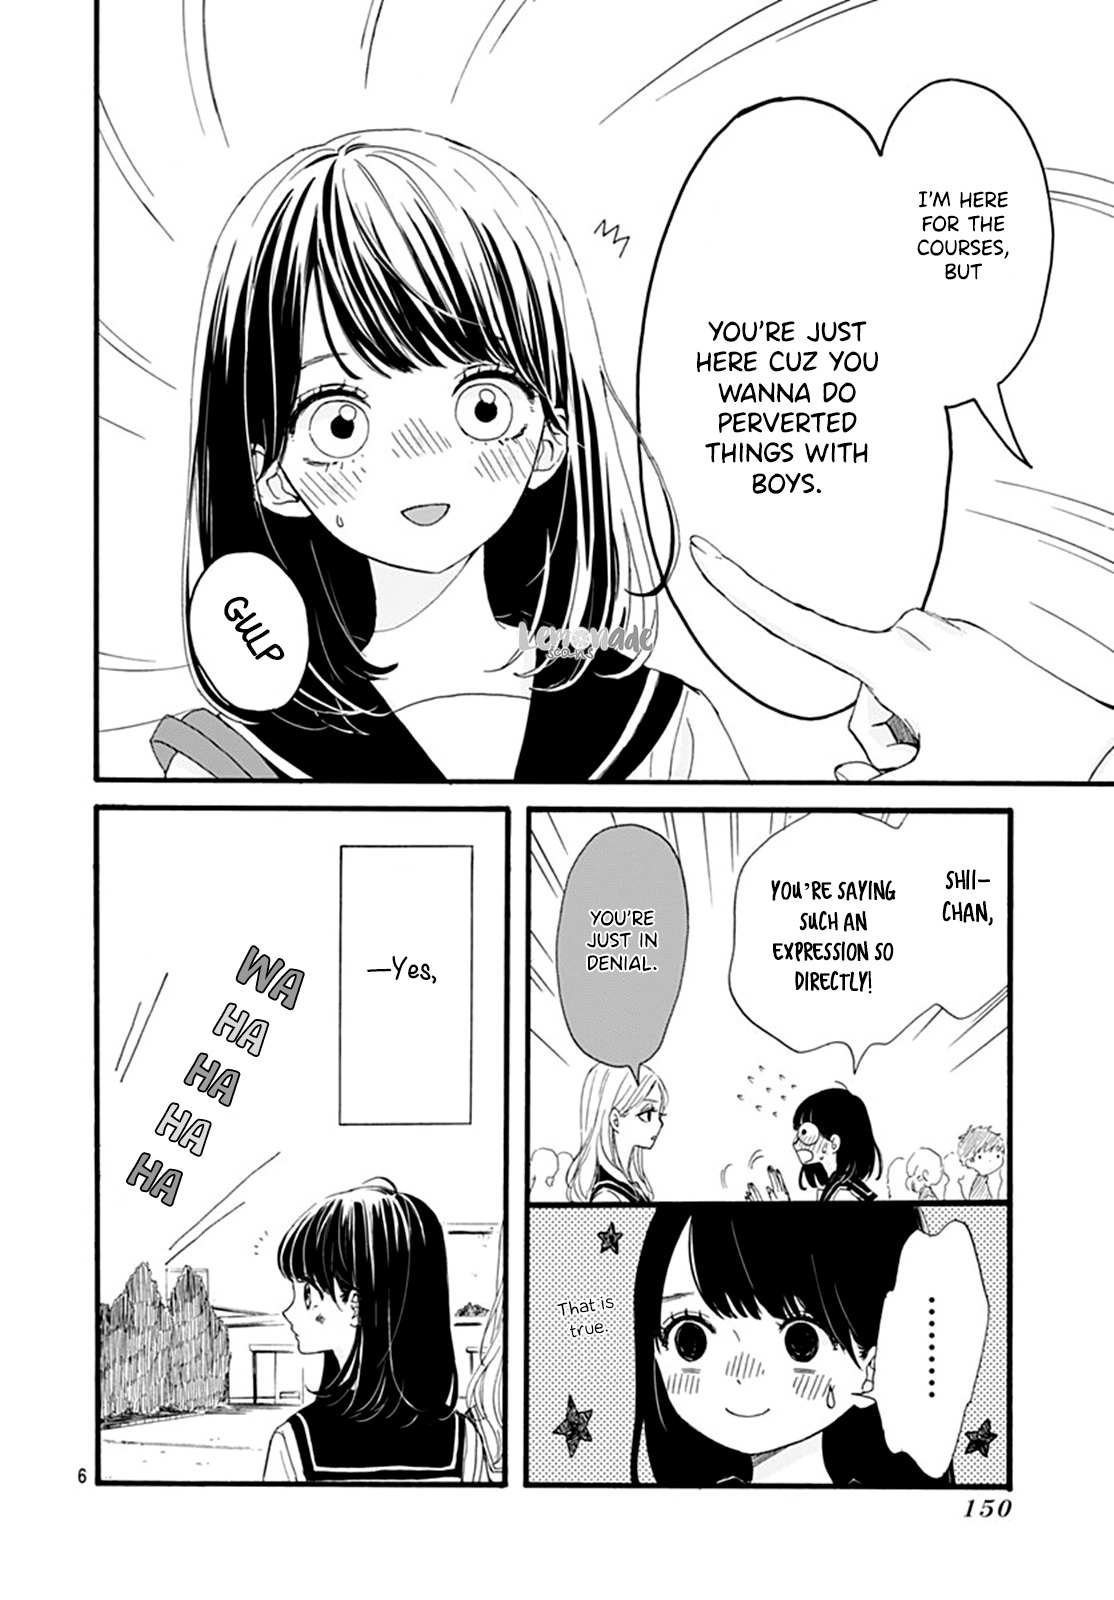 I'M HERE
FOR THE
COURSES,
BUT
YOU'RE JUST
HERE CUZ YOU
WANNA DO
PERVERTED
THINGS WITH
BOYS.
GULP
Lemonade
scans
SHII-
CHAN,
YOU'RE SAYING
SUCH AN
EXPRESSION SO
DIRECTLY!
YOU'RE
JUST IN
DENIAL.
.........
That is
true.
—Yes,
WA
HA
HA
HA
HA
6
150